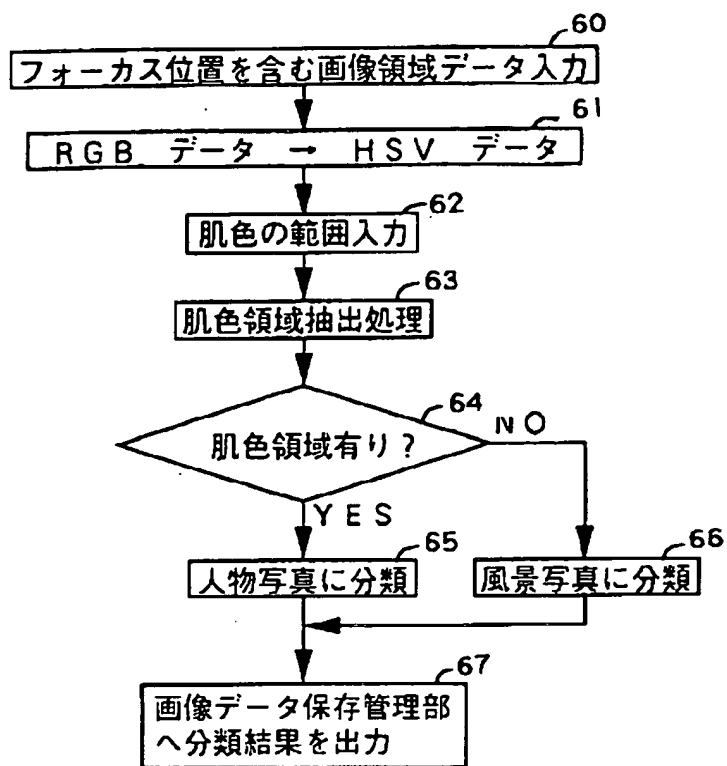 60
フォーカス位置を含む画像領域データ入力
61
RGB データ → HSV データ
62
肌色の範囲入力
63
肌色領域抽出処理
64
肌色領域有り？
NO
YES
65
人物写真に分類
66
風景写真に分類
67
画像データ保存管理部
へ分類結果を出力